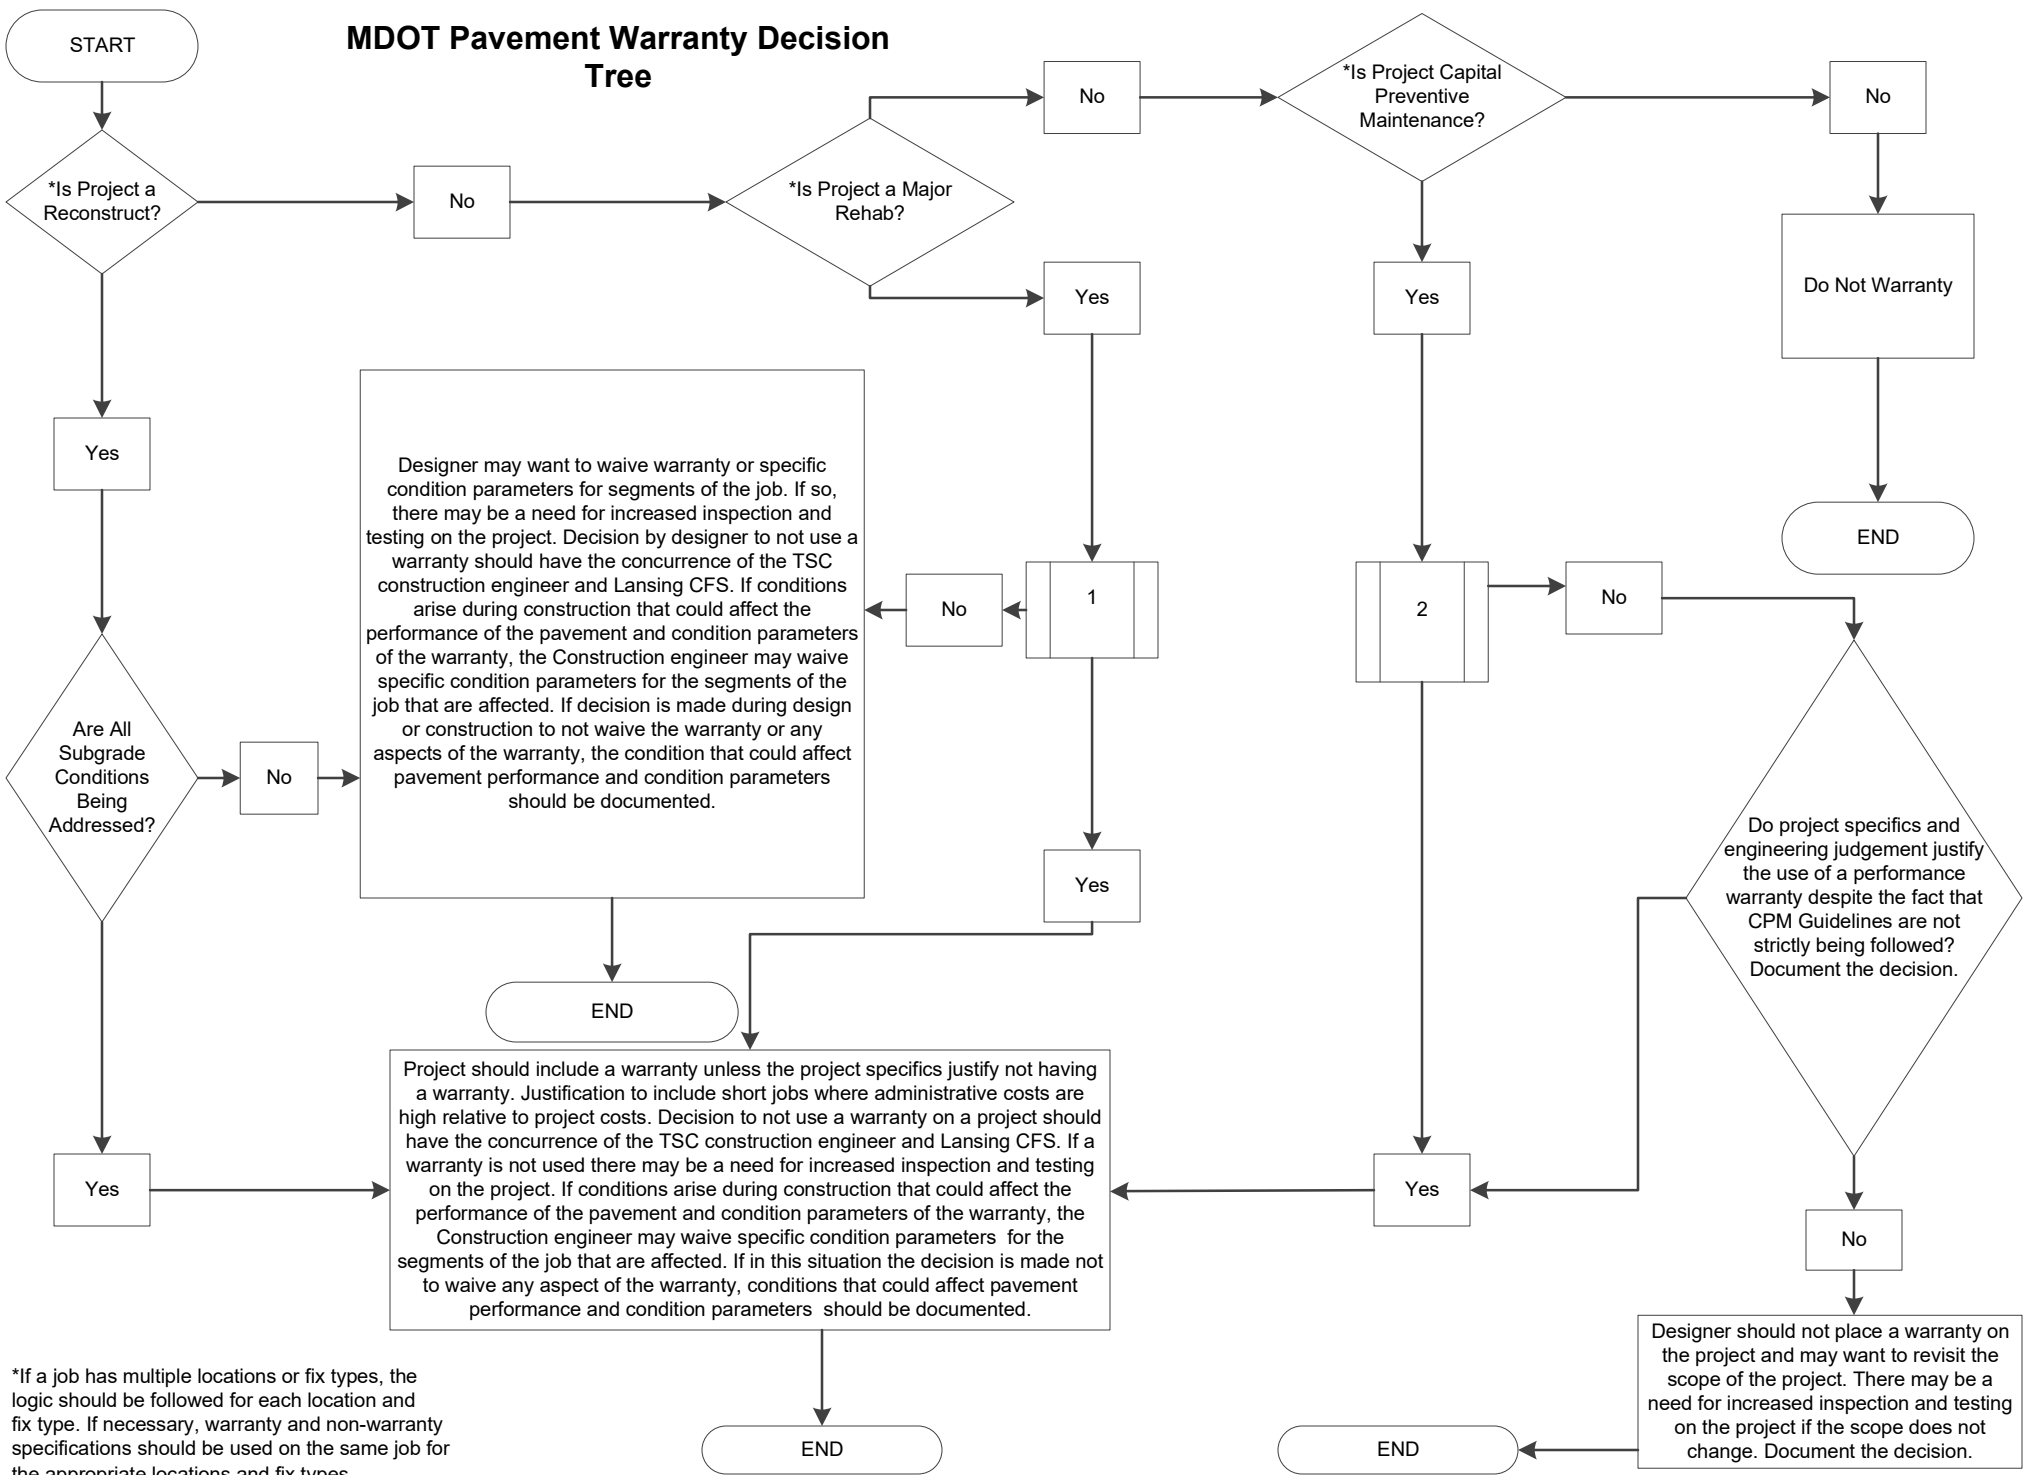 START
MDOT Pavement Warranty Decision
Tree
No
*Is Project Capital
Preventive
Maintenance?
No
*Is Project a
Reconstruct?
No
*Is Project a Major
Rehab?
Yes
Yes
Do Not Warranty
Yes
Designer may want to waive warranty or specific
condition parameters for segments of the job. If so,
there may be a need for increased inspection and
testing on the project. Decision by designer to not use a
warranty should have the concurrence of the TSC
construction engineer and Lansing CFS. If conditions
arise during construction that could affect the
performance of the pavement and condition parameters
of the warranty, the Construction engineer may waive
specific condition parameters for the segments of the
job that are affected. If decision is made during design
or construction to not waive the warranty or any
aspects of the warranty, the condition that could affect
pavement performance and condition parameters
should be documented.
No
1
2
No
END
Are All
Subgrade
Conditions
Being
Addressed?
No
Yes
Do project specifics and
engineering judgement justify
the use of a performance
warranty despite the fact that
CPM Guidelines are not
strictly being followed?
Document the decision.
END
Yes
Project should include a warranty unless the project specifics justify not having
a warranty. Justification to include short jobs where administrative costs are
high relative to project costs. Decision to not use a warranty on a project should
have the concurrence of the TSC construction engineer and Lansing CFS. If a
warranty is not used there may be a need for increased inspection and testing
on the project. If conditions arise during construction that could affect the
performance of the pavement and condition parameters of the warranty, the
Construction engineer may waive specific condition parameters for the
segments of the job that are affected. If in this situation the decision is made not
to waive any aspect of the warranty, conditions that could affect pavement
performance and condition parameters should be documented.
Yes
No
Designer should not place a warranty on
the project and may want to revisit the
scope of the project. There may be a
need for increased inspection and testing
on the project if the scope does not
change. Document the decision.
*If a job has multiple locations or fix types, the
logic should be followed for each location and
fix type. If necessary, warranty and non-warranty
specifications should be used on the same job for
the appropriate locations and fix types
END
END